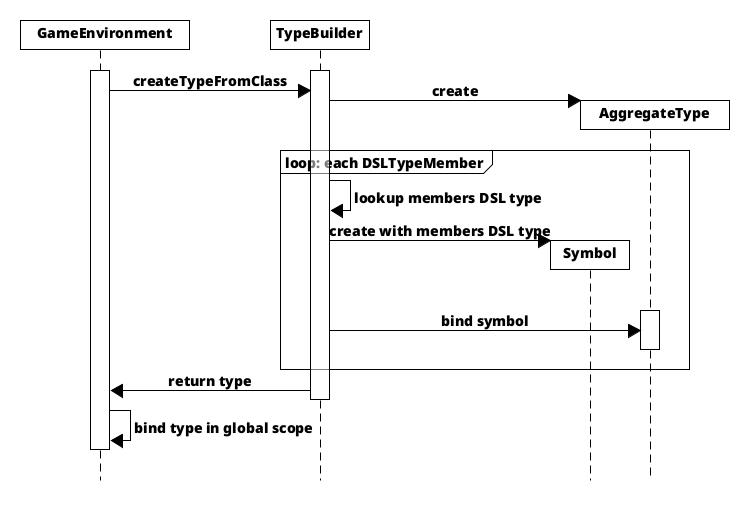 GameEnvironment
TypeBuilder
createTypeFromClass
create
AggregateType
loop: each DSLTypeMember
lookup members DSL type
create with members DSL type
Symbol
bind symbol
return type
bind type in global scope